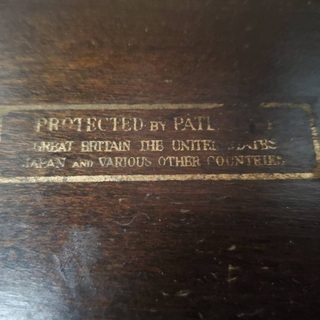 PROTECTED BY
GREAT BRITAIN THE UNITED STATES
JAPAN AND VARIOUS OTHER COUNTRIES